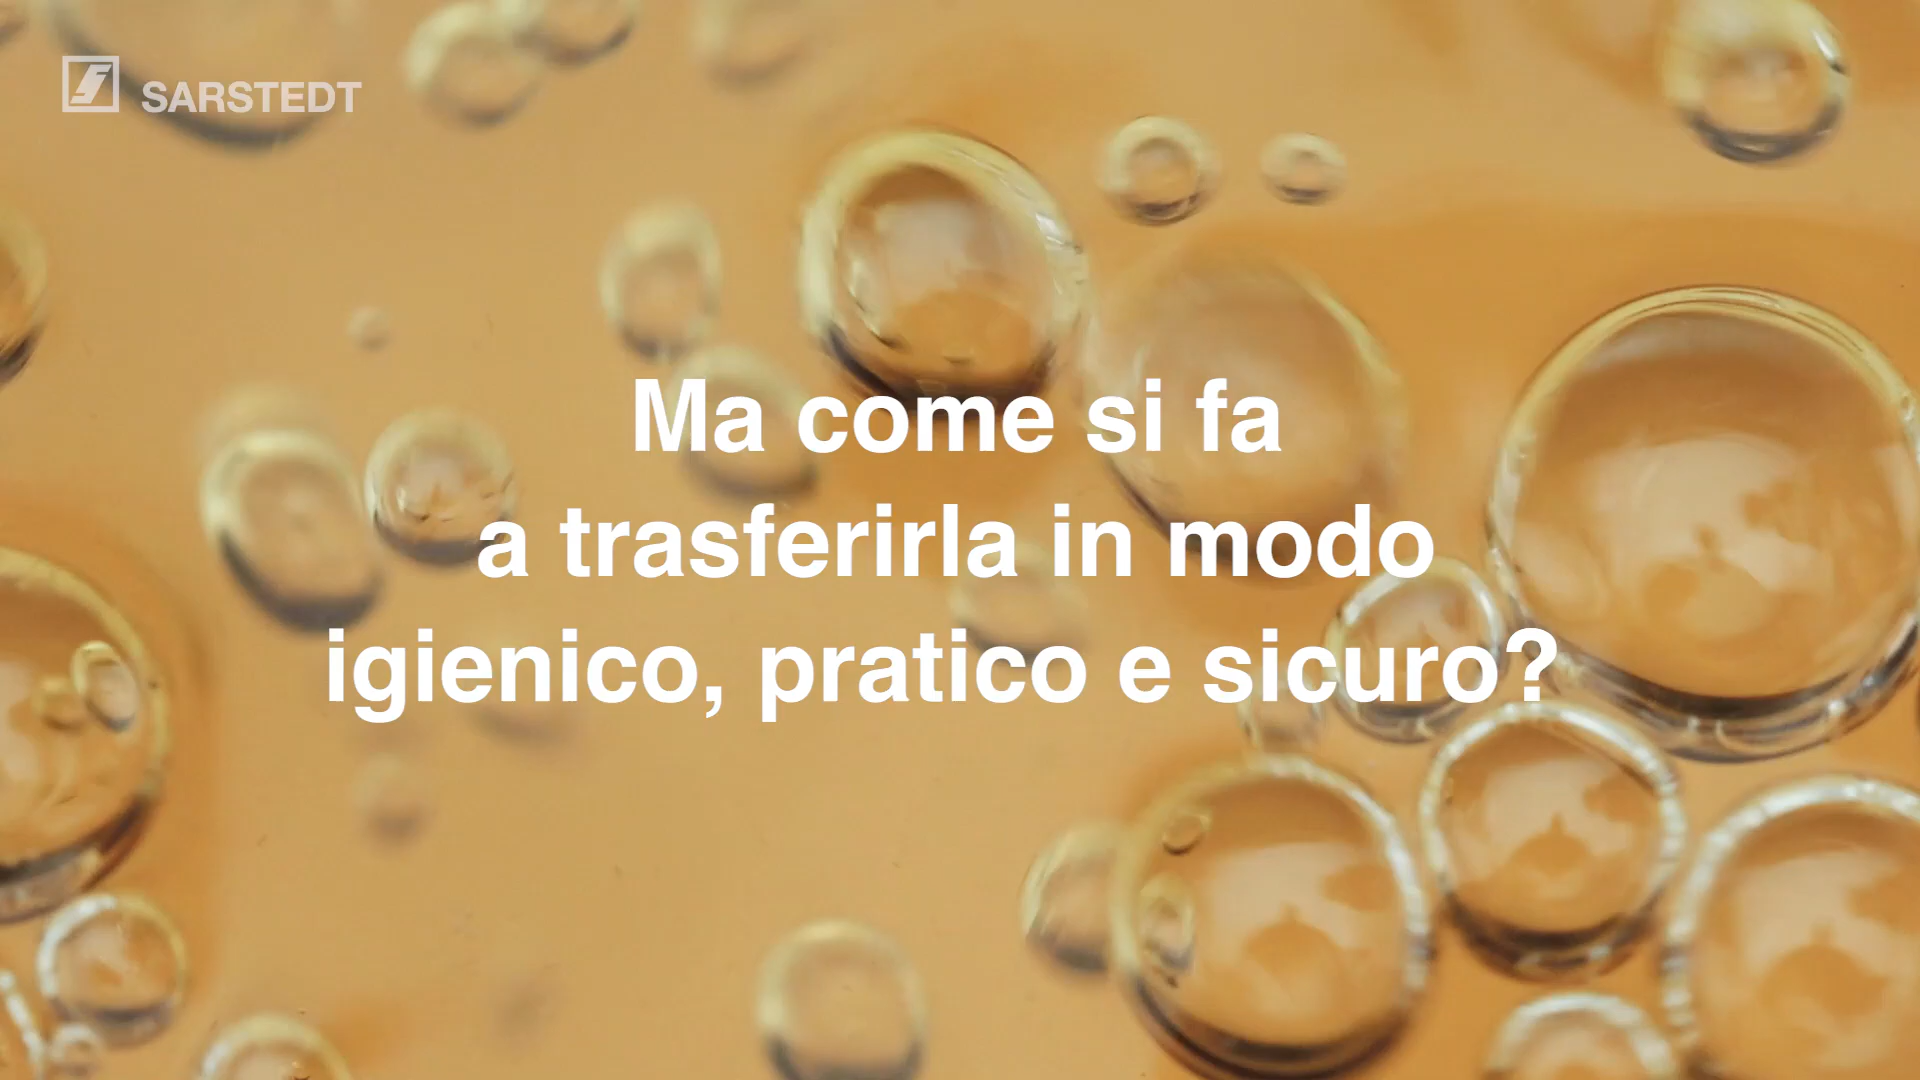 SARSTEDT
Ma come si fa
a trasferirla in modo
igienico, pratico e sicuro?